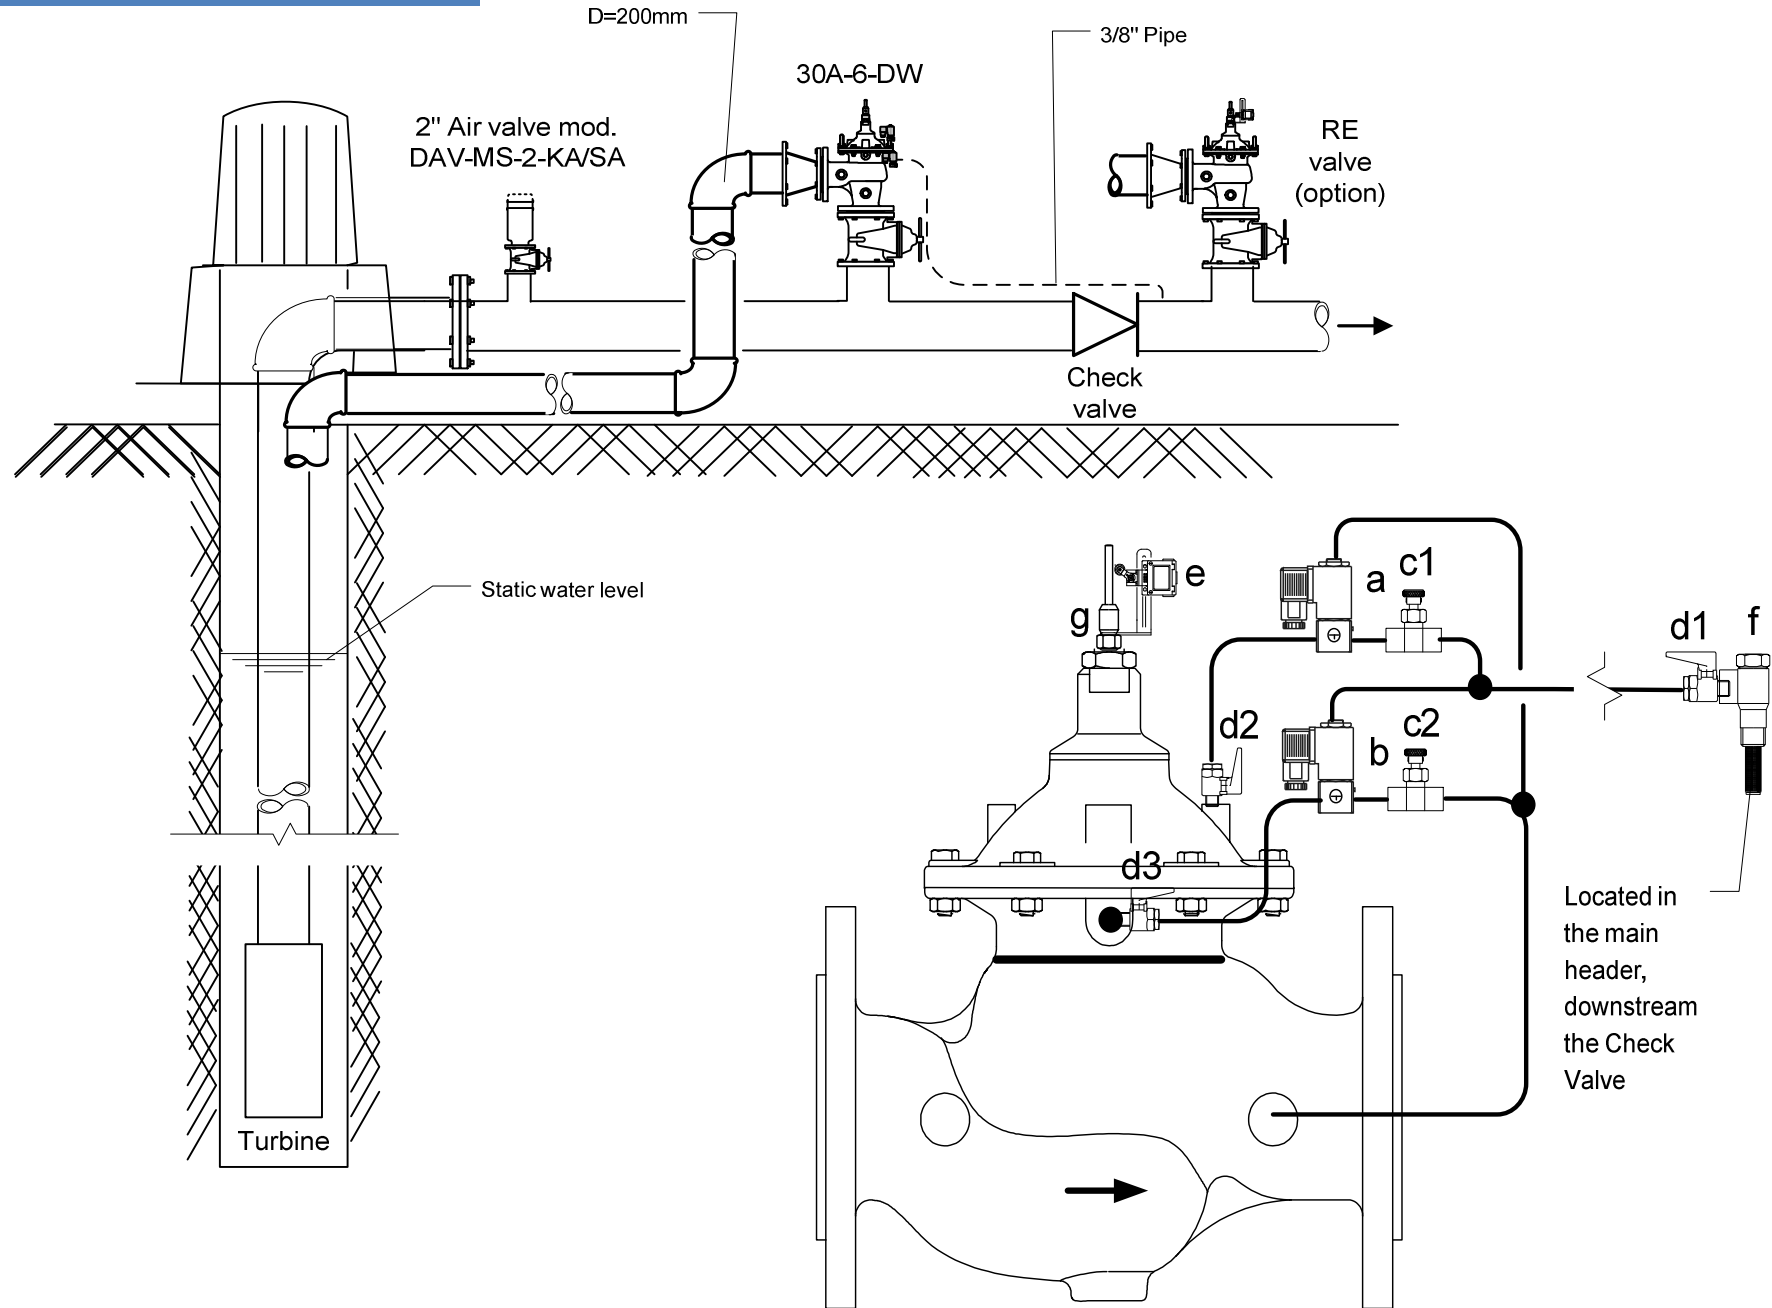 D=200mm
3/8" Pipe
30A-6-DW
2" Air valve mod.
DAV-MS-2-KA/SA
RE
valve
(option)
Check
valve
Static water level
Turbine
e
g
a
c1
d2
b
c2
d3
d1
f
Located in
the main
header,
downstream
the Check
Valve